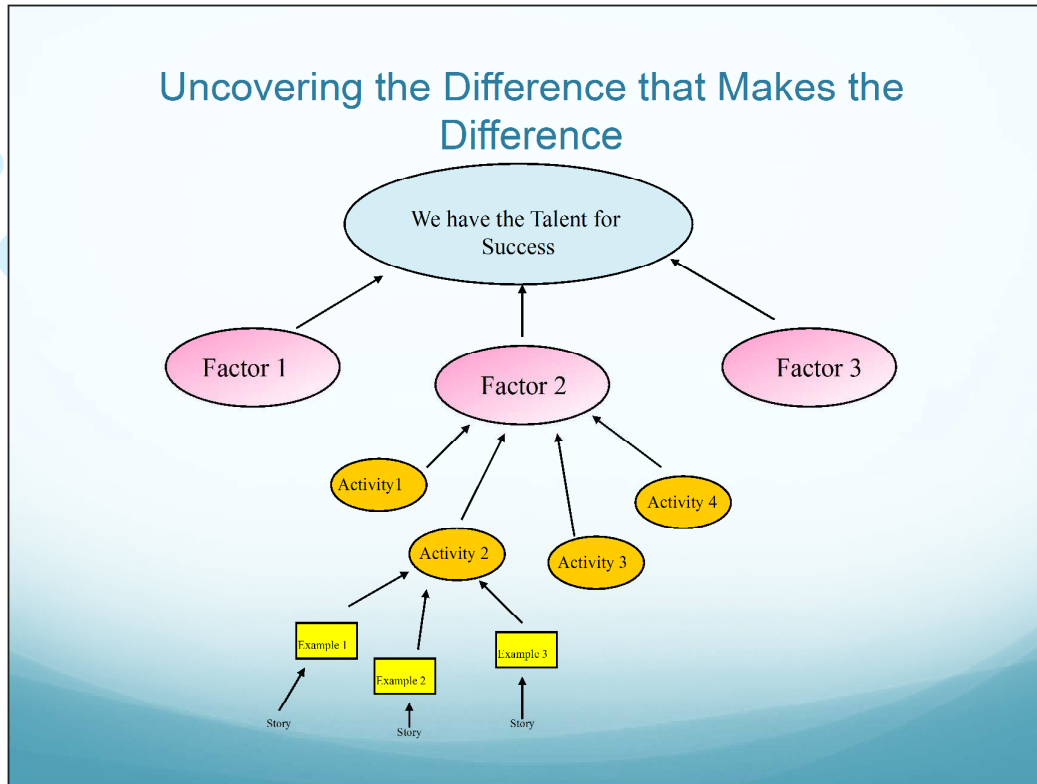 Uncovering the Difference that Makes the
Difference
We have the Talent for
Success
Factor 1
Factor 2
Factor 3
Activity1
Activity 4
Activity 2
Activity 3
Example 1
Example 3
Example 2
Story
Story
Story